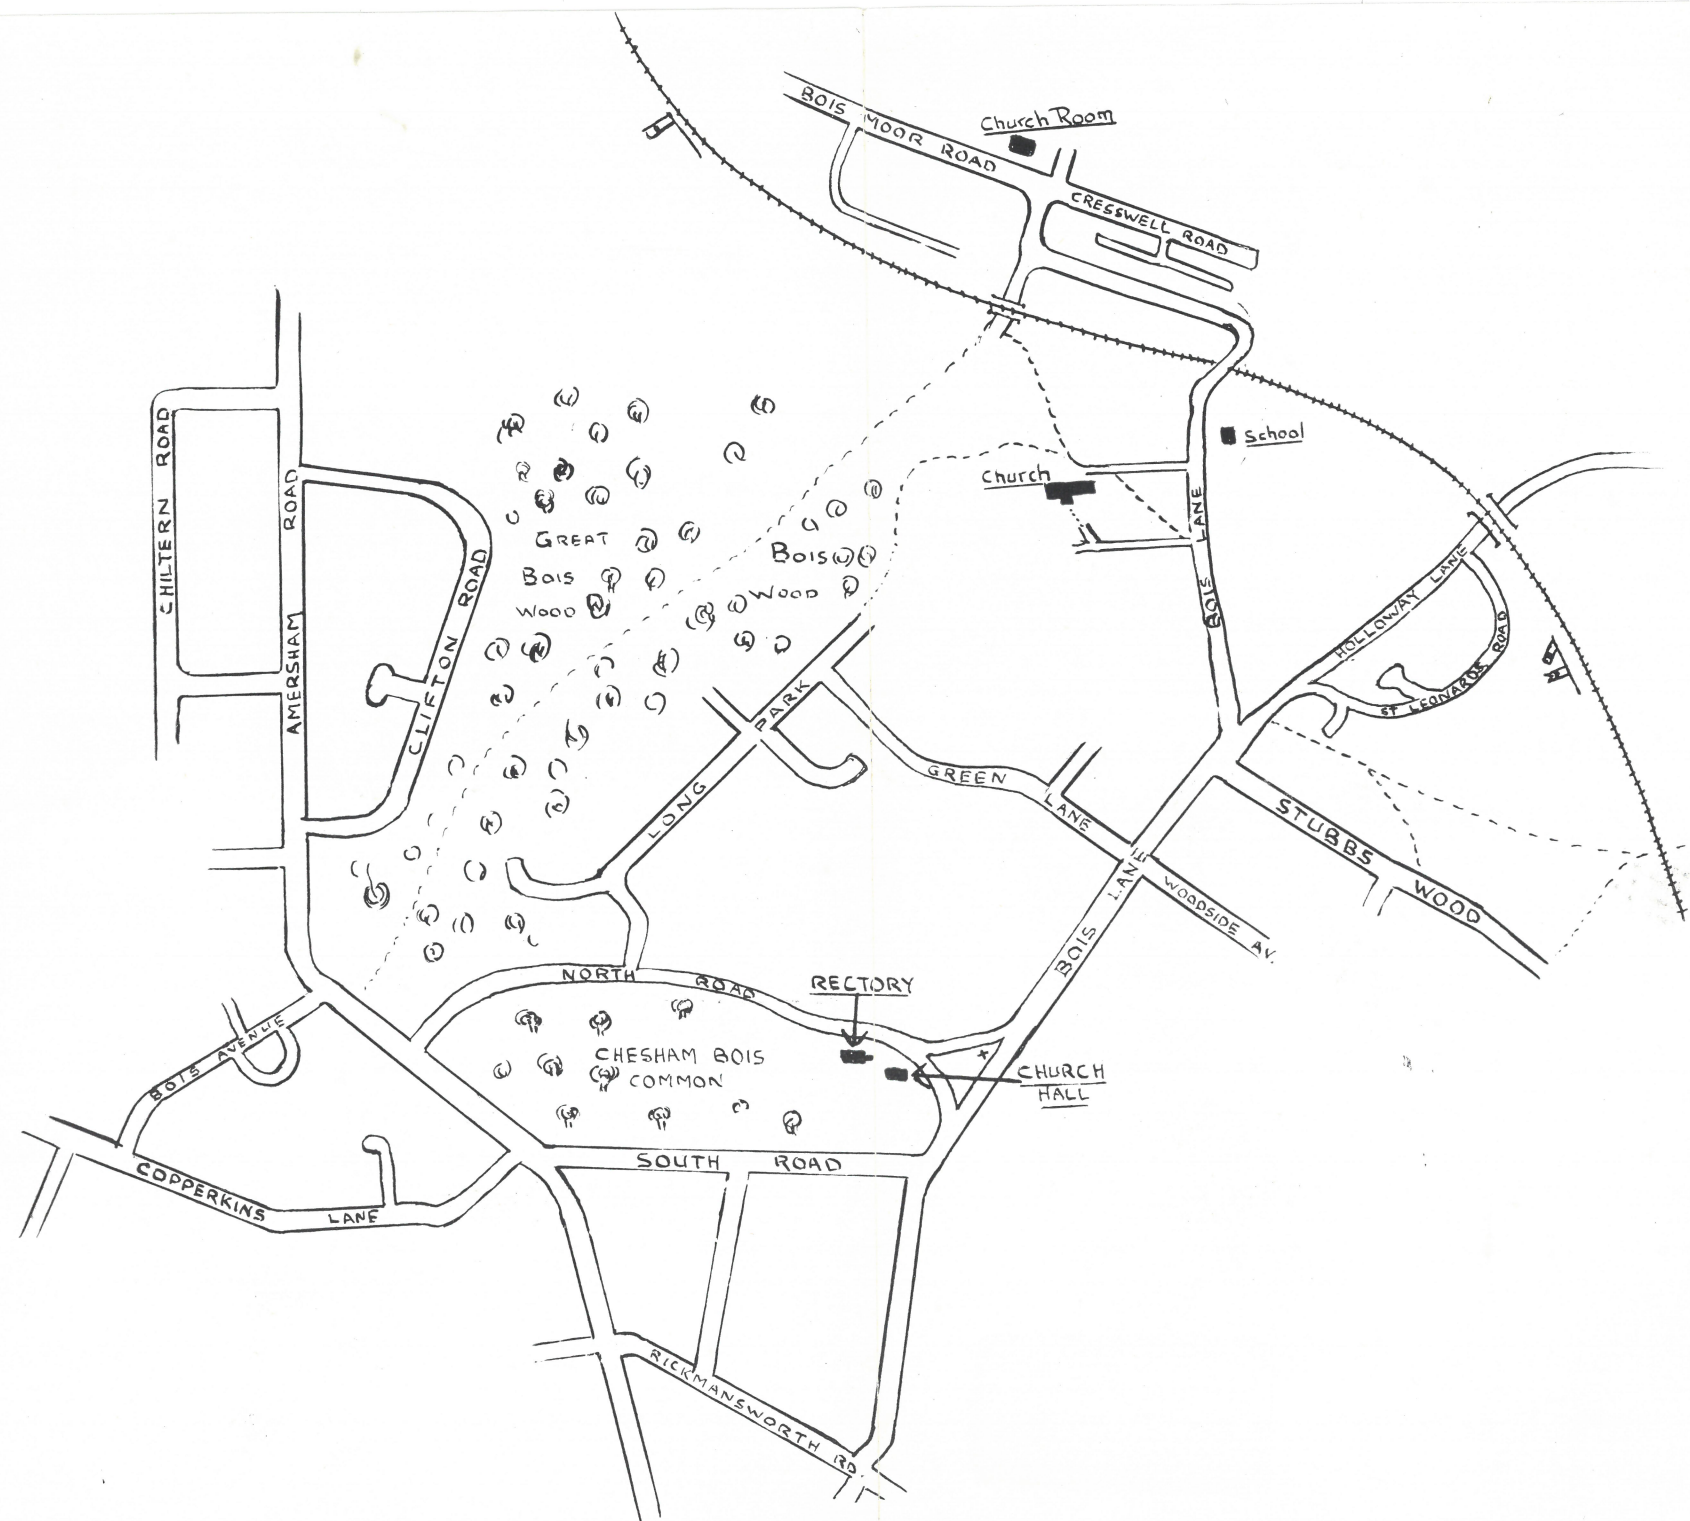 BOIS MOOR ROAD
Church Room
CRESSWELL ROAD
School
Church
BOIS LANE
HOLLOWAY LANE
ST LEONARDS ROAD
CHILTERN ROAD
AMERSHAM ROAD
CLIFTON ROAD
GREAT
BOIS
WOOD
BOIS
WOOD
LONG PARK
GREEN LANE
STUBBS WOOD
WOODSIDE AV.
BOIS LANE
NORTH ROAD
RECTORY
CHESHAM BOIS
COMMON
CHURCH
HALL
BOIS AVENUE
COPPERKINS LANE
SOUTH ROAD
RICKMANSWORTH RD